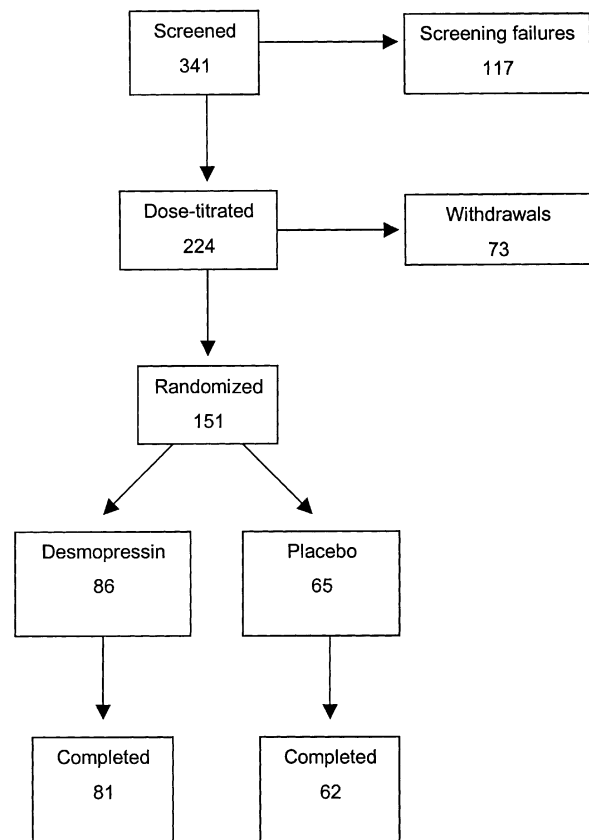 Screened
341
Screening failures
117
Dose-titrated
224
Withdrawals
73
Randomized
151
Desmopressin
86
Placebo
65
Completed
81
Completed
62